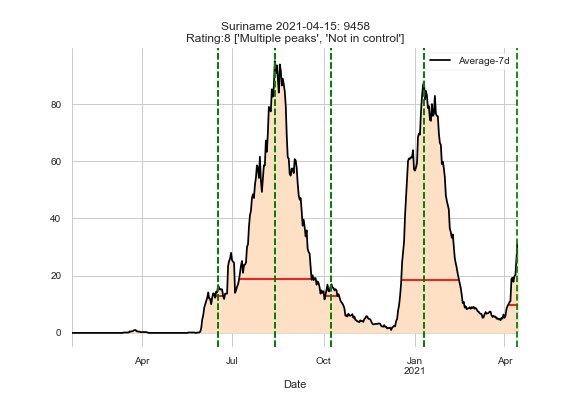 Suriname 2021-04-15: 9458
Rating:8 ['Multiple peaks', 'Not in control']
Average-7d
80
60
40
20
0
Apr
Jul
Oct
Jan
2021
Apr
Date